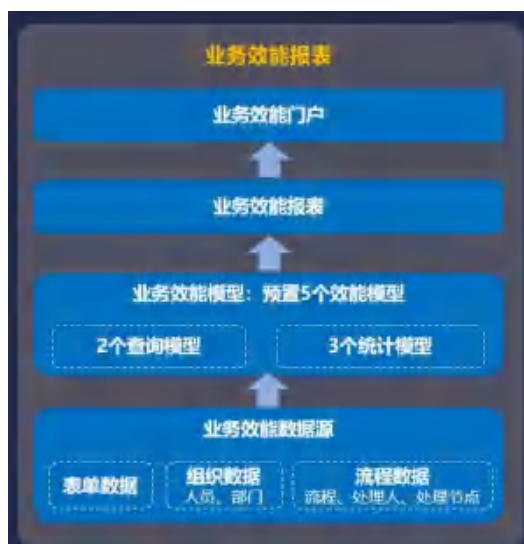 业务效能报表
业务效能门户
业务效能报表
业务效能模型：预置5个效能模型
2个查询模型 3个统计模型
业务效能数据源
表单数据 组织数据 流程数据
人员、部门 流程、处理人、处理节点